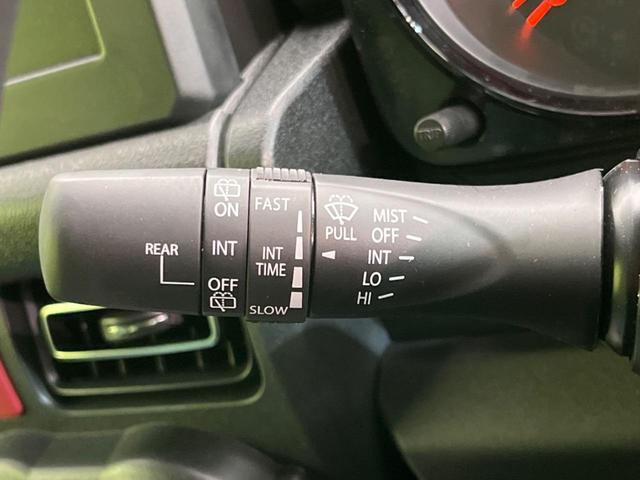 REAR
ON
INT
OFF
FAST
INT
TIME
SLOW
PULL
MIST
OFF
INT
LO
HI